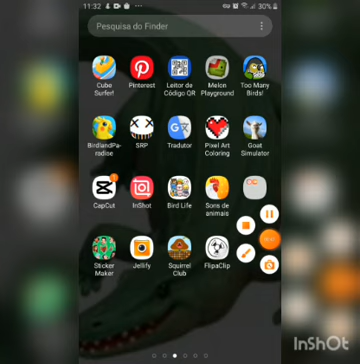 11:32
30%
Pesquisa do Finder
Cube Surfer!
Pinterest
Leitor de Código QR
Melon Playground
Too Many Birds!
BirdlandPa-
radise
SRP
Tradutor
Pixel Art Coloring
Goat Simulator
CapCut
InShot
Bird Life
Sons de animais
Sticker Maker
Jellify
Squirrel Club
FlipaClip
InShOt